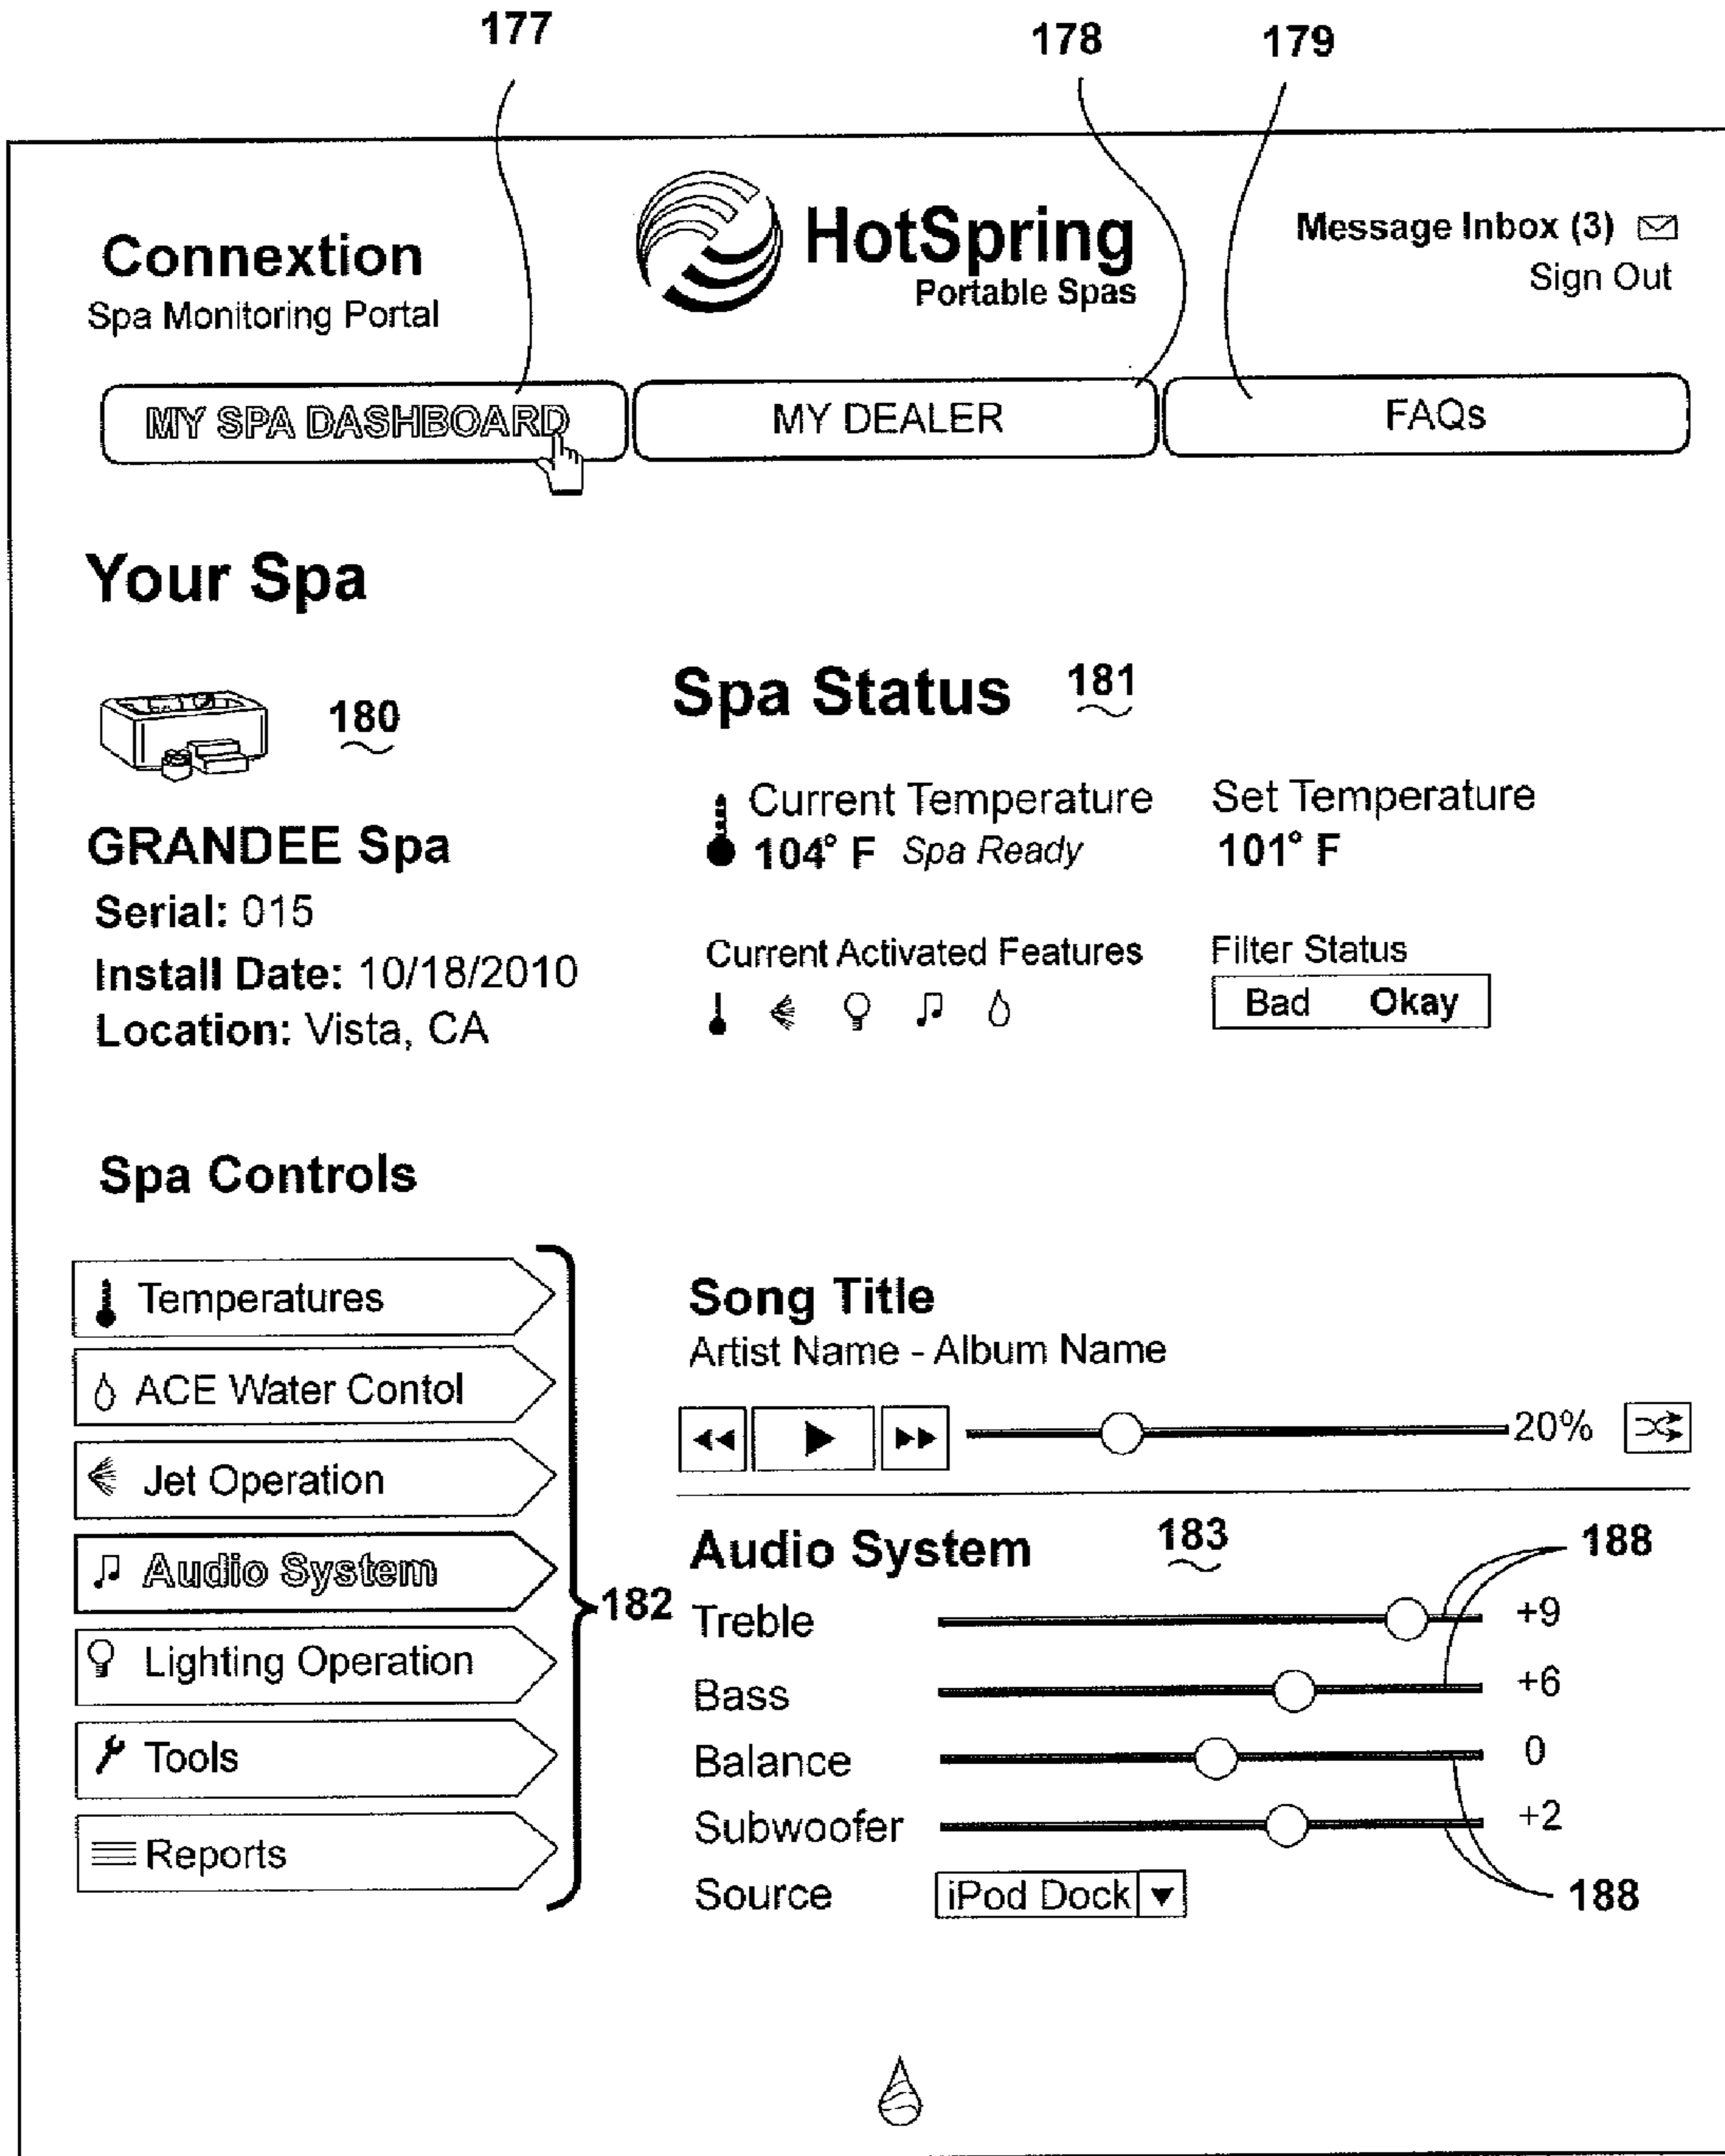 177
178
179
Connextion
Spa Monitoring Portal
HotSpring
Portable Spas
Message Inbox (3)
Sign Out
MY SPA DASHBOARD
MY DEALER
FAQs
Your Spa
180
GRANDEE Spa
Serial: 015
Install Date: 10/18/2010
Location: Vista, CA
Spa Status 181
Current Temperature
104° F Spa Ready
Set Temperature
101° F
Current Activated Features
Filter Status
Bad Okay
Spa Controls
Temperatures
ACE Water Contol
Jet Operation
Audio System
Lighting Operation
Tools
Reports
182
Song Title
Artist Name - Album Name
20%
Audio System 183
188
Treble +9
Bass +6
Balance 0
Subwoofer +2
Source iPod Dock
188